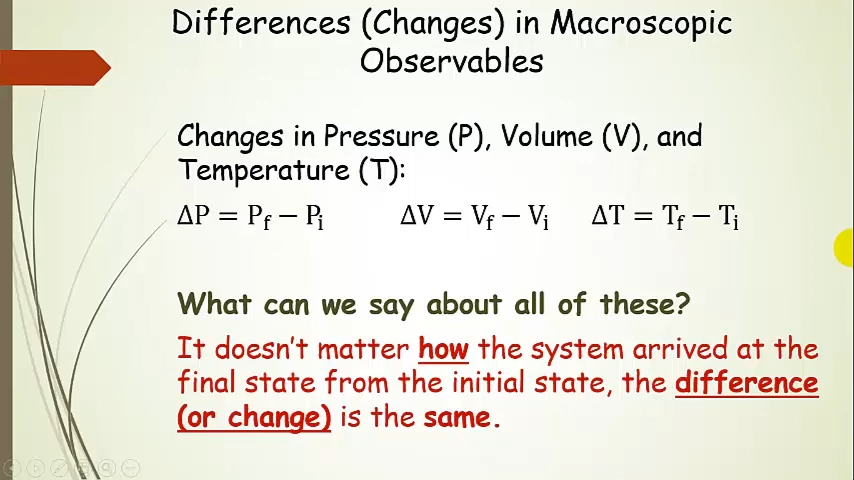 Differences (Changes) in Macroscopic
Observables
Changes in Pressure (P), Volume (V), and
Temperature (T):
ΔP = P_f − P_i ΔV = V_f − V_i ΔT = T_f − T_i
What can we say about all of these?
It doesn't matter how the system arrived at the
final state from the initial state, the difference
(or change) is the same.